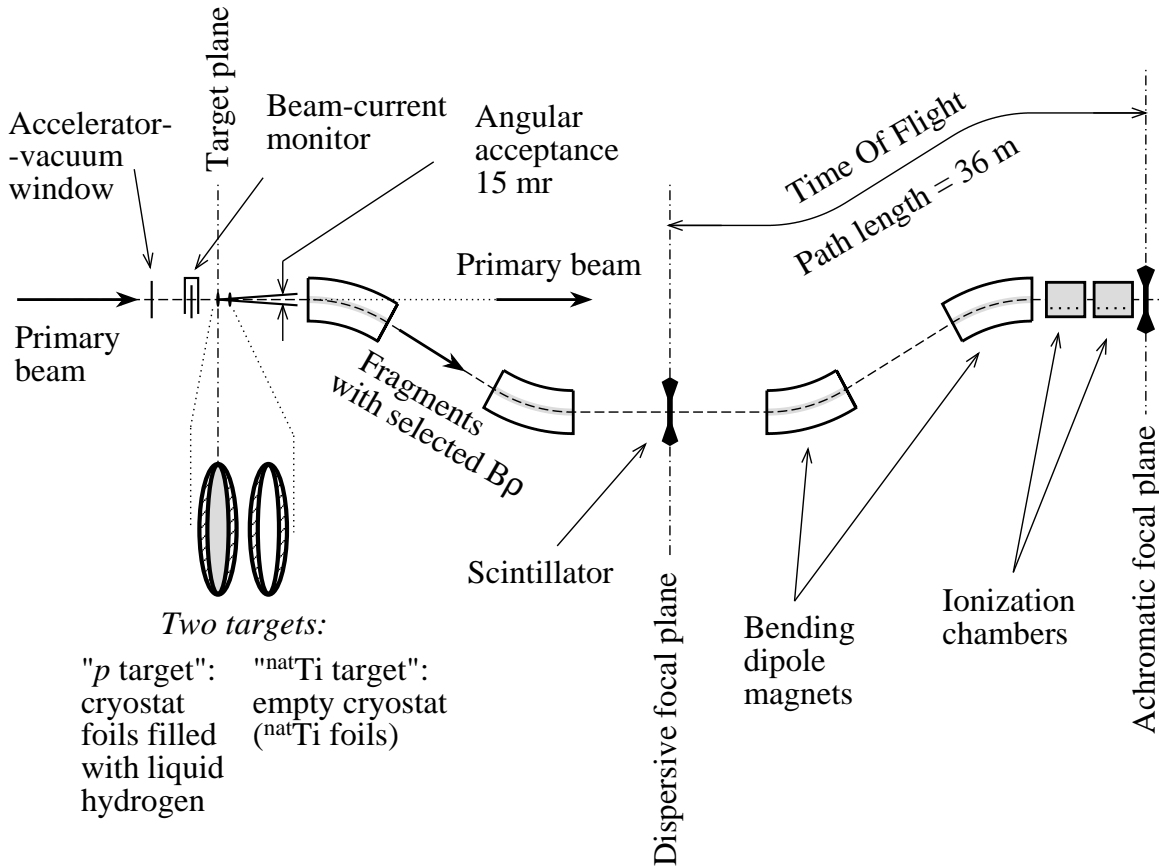 Target plane
Accelerator-
-vacuum
window
Beam-current
monitor
Angular
acceptance
15 mr
Time Of Flight
Path length = 36 m
Primary
beam
Primary beam
Fragments
with selected Bρ
Scintillator
Dispersive focal plane
Bending
dipole
magnets
Ionization
chambers
Achromatic focal plane
Two targets:
"p target":
cryostat
foils filled
with liquid
hydrogen
"natTi target":
empty cryostat
(natTi foils)